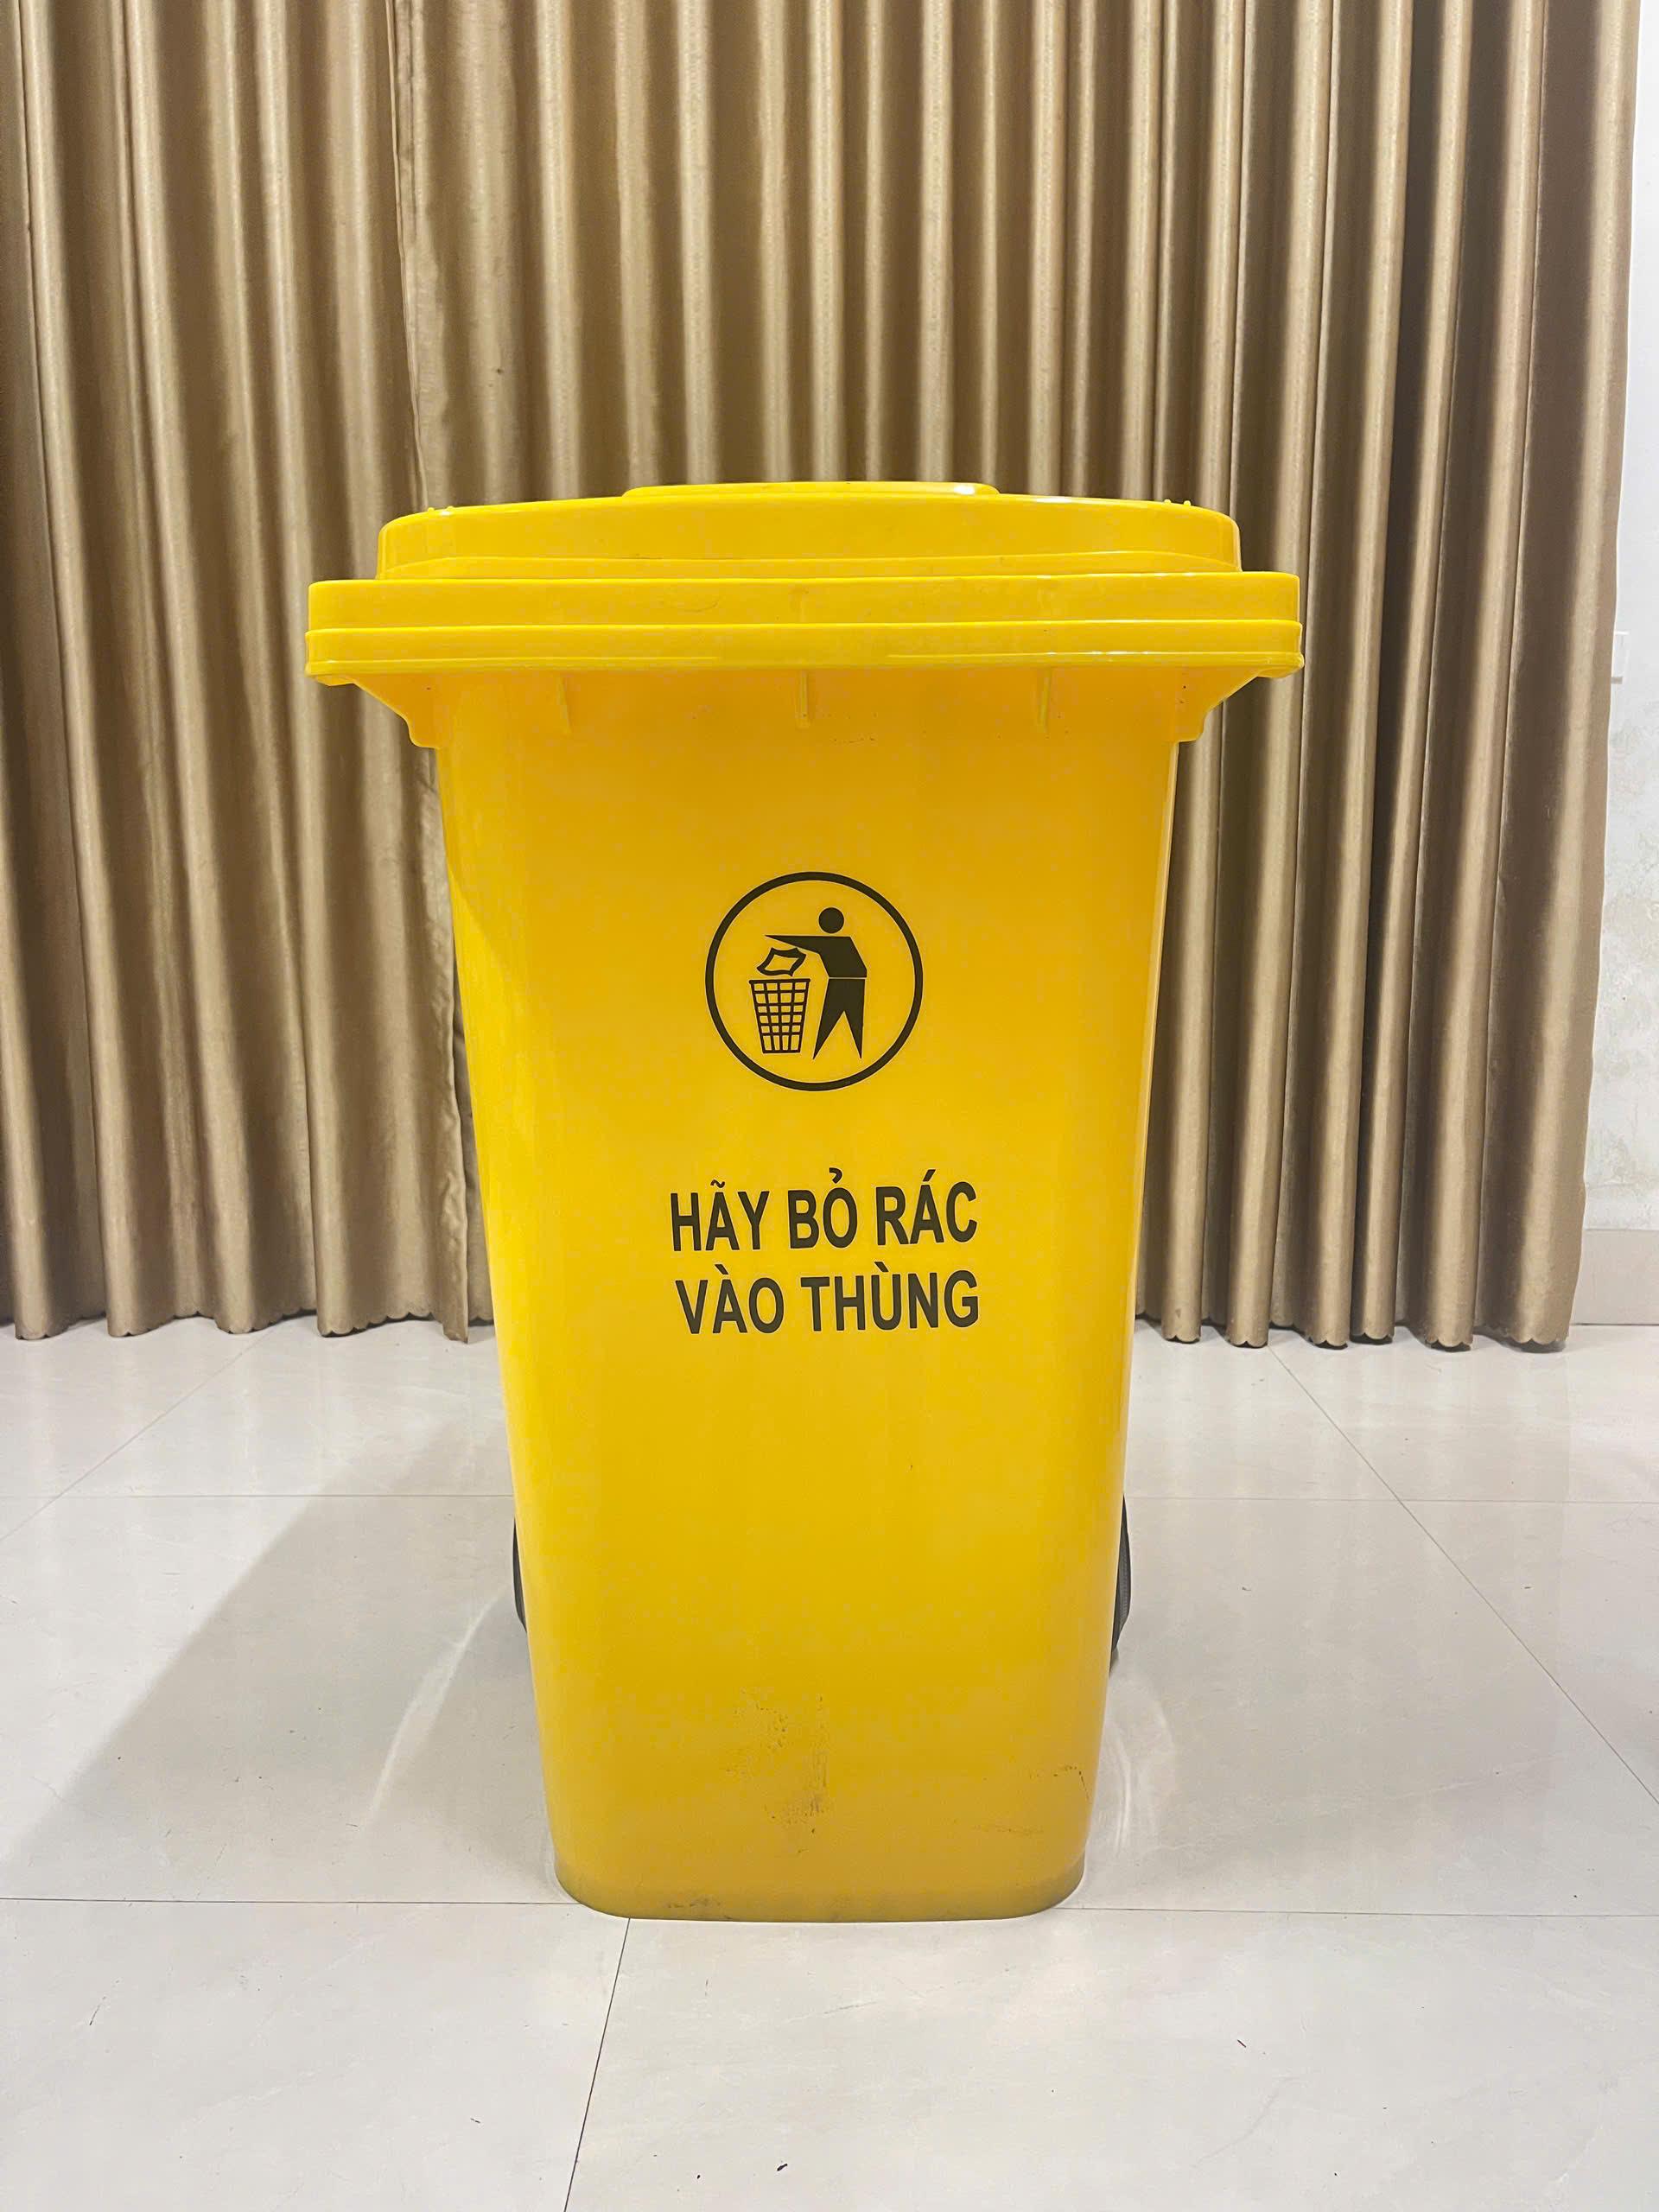 HÃY BỎ RÁC
VÀO THÙNG